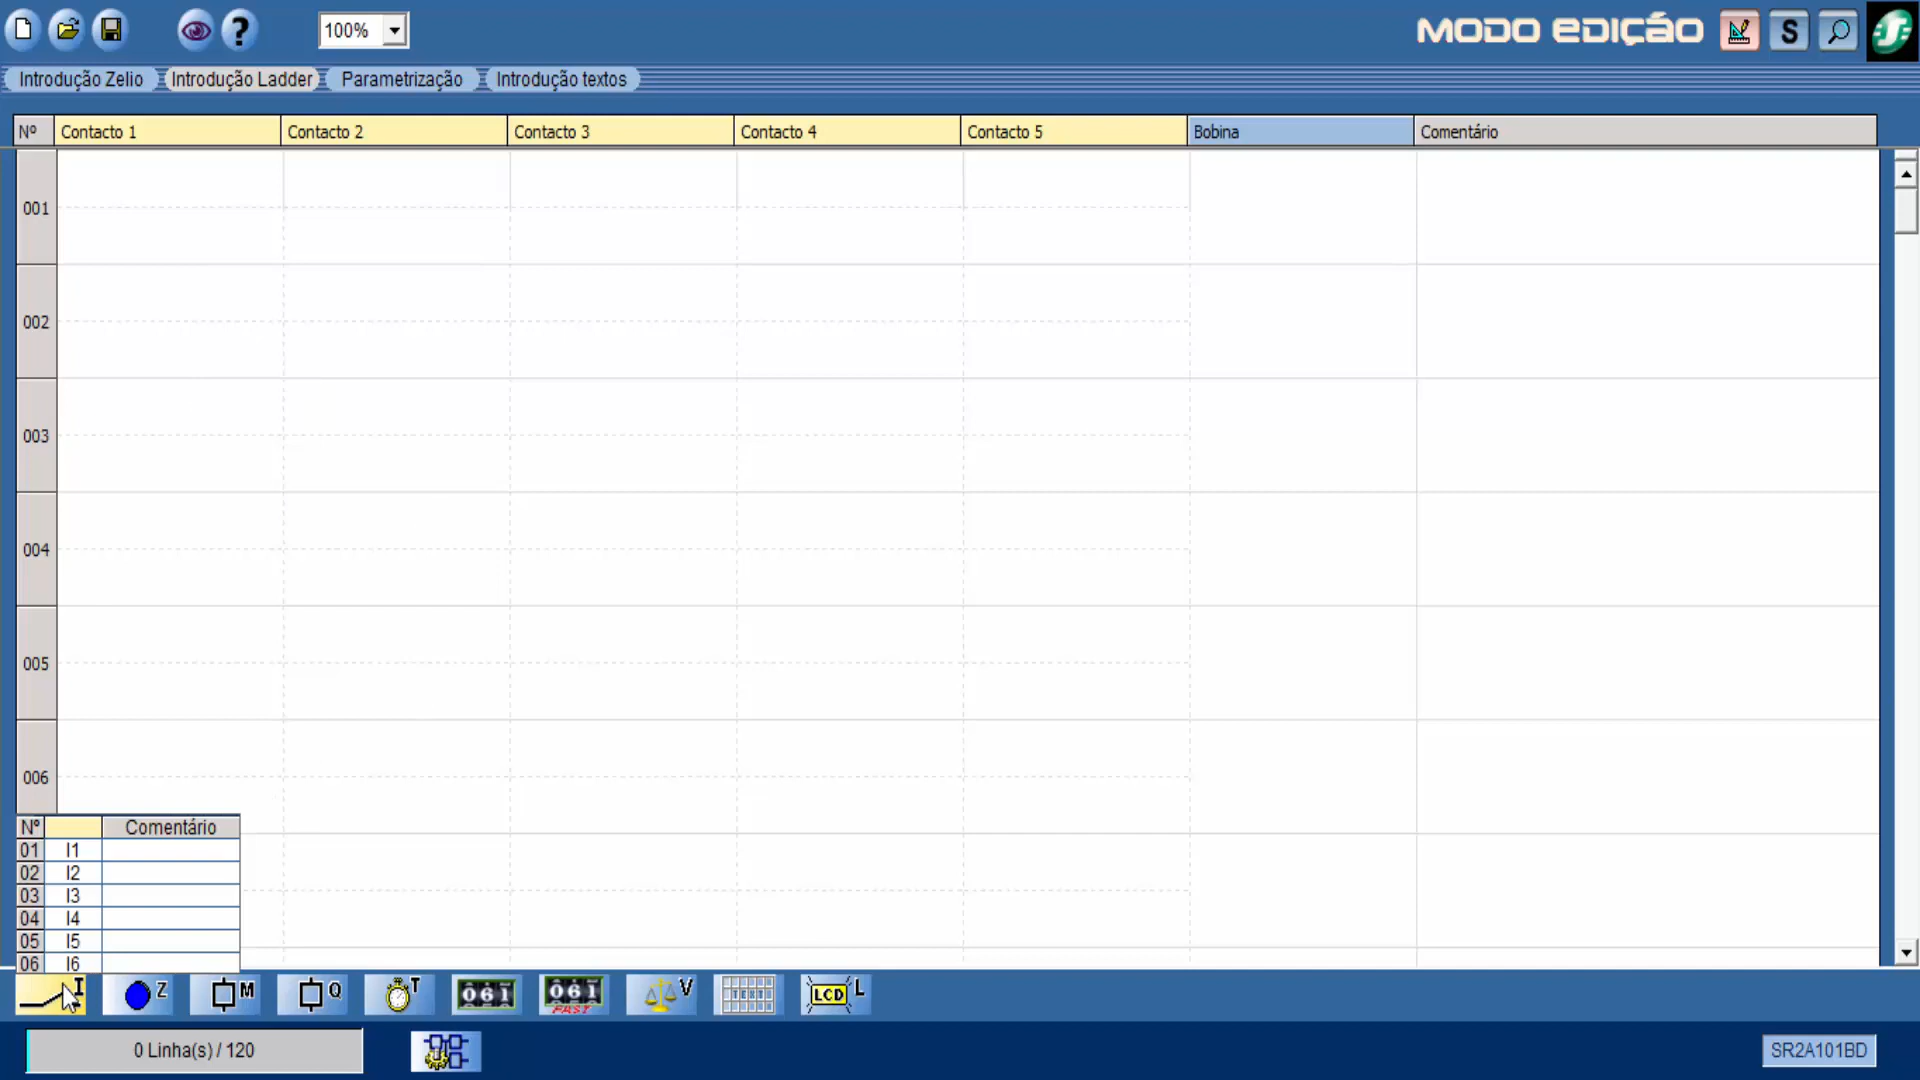 100%
MODO EDIÇÃO
S
Introdução Zelio
Introdução Ladder
Parametrização
Introdução textos
Nº
Contacto 1
Contacto 2
Contacto 3
Contacto 4
Contacto 5
Bobina
Comentário
001
002
003
004
005
006
Nº
Comentário
01 I1
02 I2
03 I3
04 I4
05 I5
06 I6
I
Z
M
Q
T
061
061
FAST
V
TEXT
LCD L
0 Linha(s) / 120
SR2A101BD